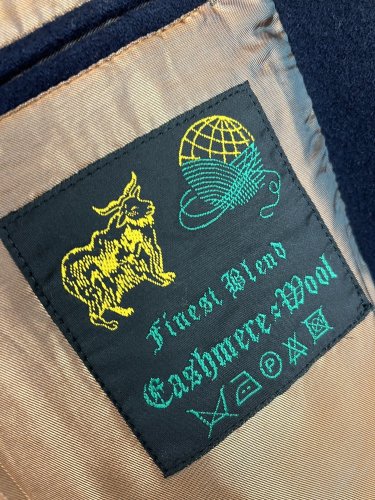 Finest Blend
Cashmere & Wool
P